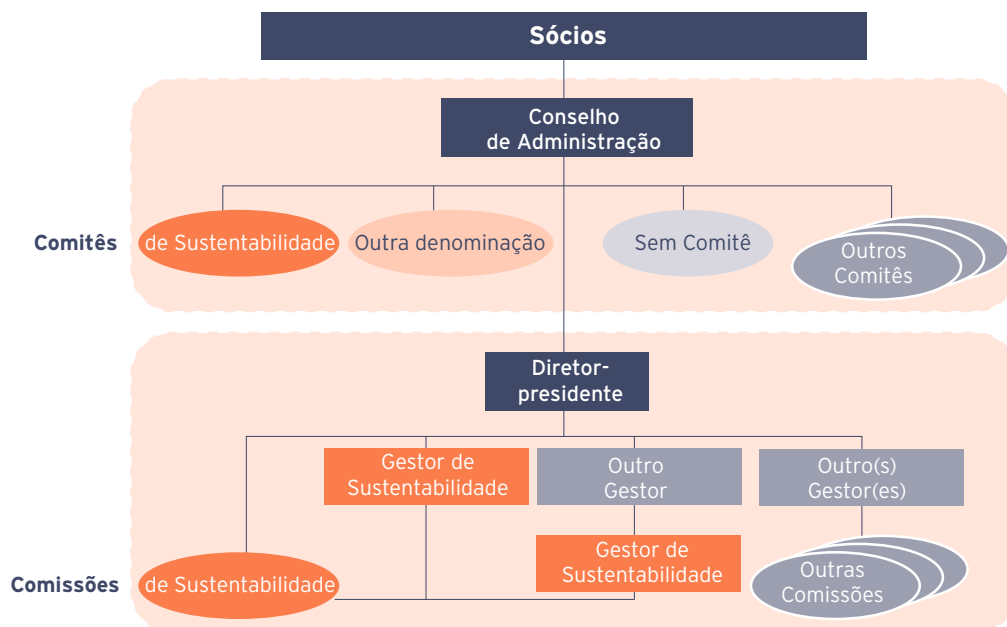 Sócios
Conselho
de Administração
Comitês
de Sustentabilidade
Outra denominação
Sem Comitê
Outros
Comitês
Diretor-
presidente
Gestor de
Sustentabilidade
Outro
Gestor
Outro(s)
Gestor(es)
Comissões
de Sustentabilidade
Gestor de
Sustentabilidade
Outras
Comissões